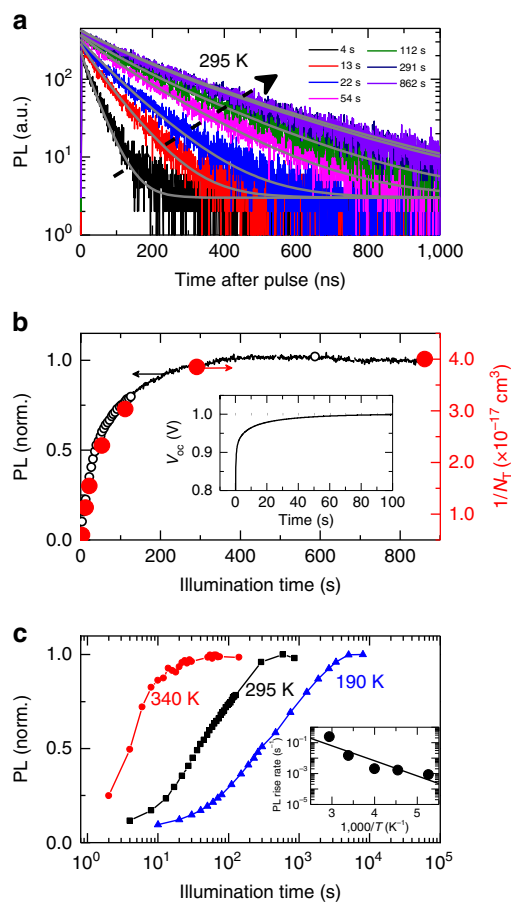 a
295 K
4 s
13 s
22 s
54 s
112 s
291 s
862 s
PL (a.u.)
10²
10¹
10⁰
0 200 400 600 800 1,000
Time after pulse (ns)
b
PL (norm.)
1.0
0.5
0.0
4.0
3.0
2.0
1.0
1/N_T (×10⁻¹⁷ cm³)
V_oc (V)
1.0
0.9
0.8
0 20 40 60 80 100
Time (s)
0 200 400 600 800
Illumination time (s)
c
PL (norm.)
1.0
0.5
0.0
340 K
295 K
190 K
PL rise rate (s⁻¹)
10⁻¹
10⁻³
10⁻⁵
3 4 5
1,000/T (K⁻¹)
10⁰ 10¹ 10² 10³ 10⁴ 10⁵
Illumination time (s)